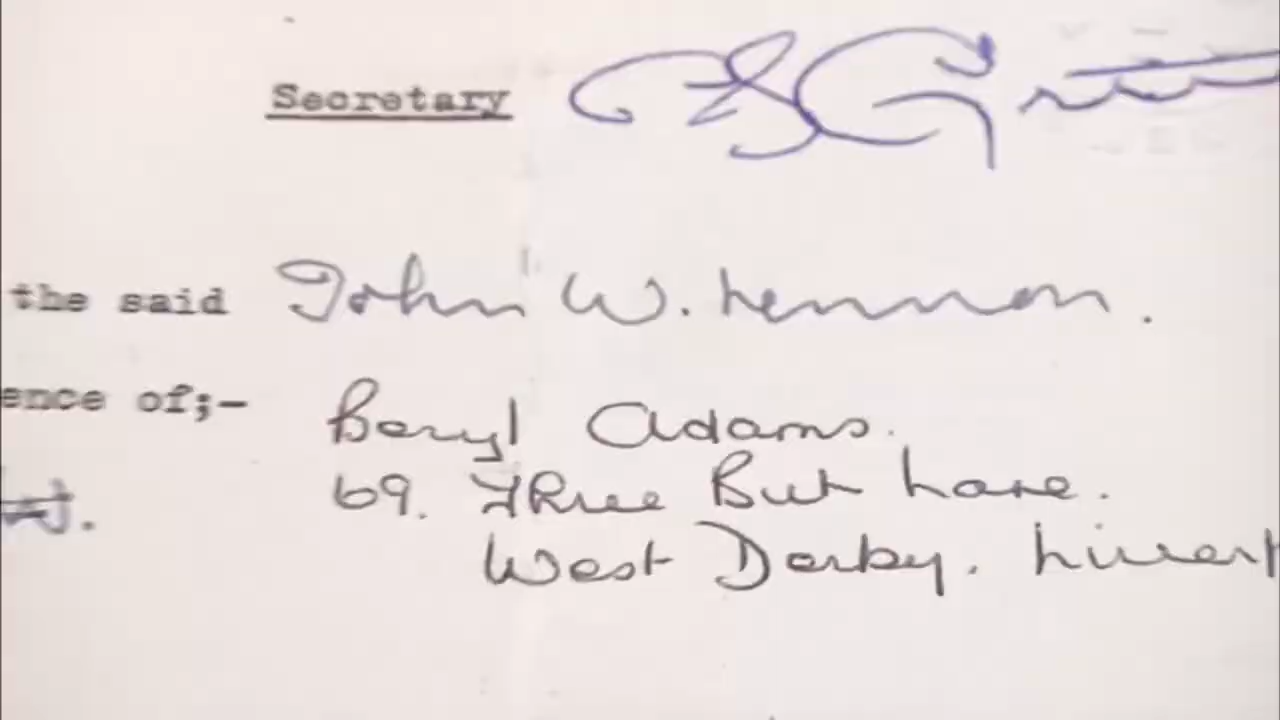 Secretary
the said John W. Lennon.
ence of;- Beryl Adams.
69. Three But Lane.
West Derby. Liverp